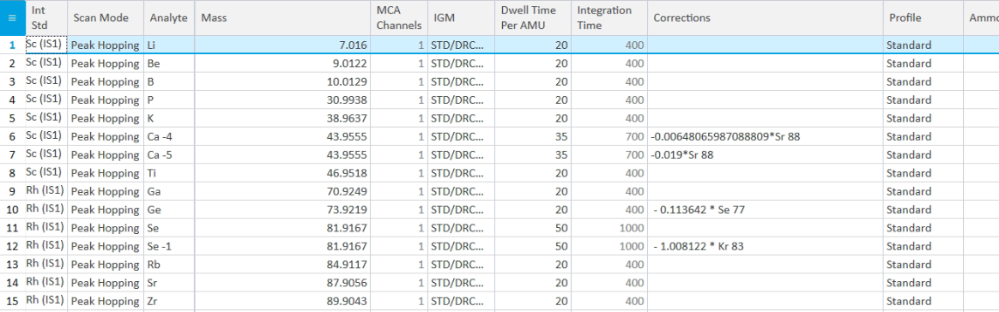 ≡ Int Std Scan Mode Analyte Mass MCA Channels IGM Dwell Time Per AMU Integration Time Corrections Profile Ammo
1 Sc (IS1) Peak Hopping Li 7.016 1 STD/DRC... 20 400 Standard
2 Sc (IS1) Peak Hopping Be 9.0122 1 STD/DRC... 20 400 Standard
3 Sc (IS1) Peak Hopping B 10.0129 1 STD/DRC... 20 400 Standard
4 Sc (IS1) Peak Hopping P 30.9938 1 STD/DRC... 20 400 Standard
5 Sc (IS1) Peak Hopping K 38.9637 1 STD/DRC... 20 400 Standard
6 Sc (IS1) Peak Hopping Ca -4 43.9555 1 STD/DRC... 35 700 -0.00648065987088809*Sr 88 Standard
7 Sc (IS1) Peak Hopping Ca -5 43.9555 1 STD/DRC... 35 700 -0.019*Sr 88 Standard
8 Sc (IS1) Peak Hopping Ti 46.9518 1 STD/DRC... 20 400 Standard
9 Rh (IS1) Peak Hopping Ga 70.9249 1 STD/DRC... 20 400 Standard
10 Rh (IS1) Peak Hopping Ge 73.9219 1 STD/DRC... 20 400 - 0.113642 * Se 77 Standard
11 Rh (IS1) Peak Hopping Se 81.9167 1 STD/DRC... 50 1000 Standard
12 Rh (IS1) Peak Hopping Se -1 81.9167 1 STD/DRC... 50 1000 - 1.008122 * Kr 83 Standard
13 Rh (IS1) Peak Hopping Rb 84.9117 1 STD/DRC... 20 400 Standard
14 Rh (IS1) Peak Hopping Sr 87.9056 1 STD/DRC... 20 400 Standard
15 Rh (IS1) Peak Hopping Zr 89.9043 1 STD/DRC... 20 400 Standard